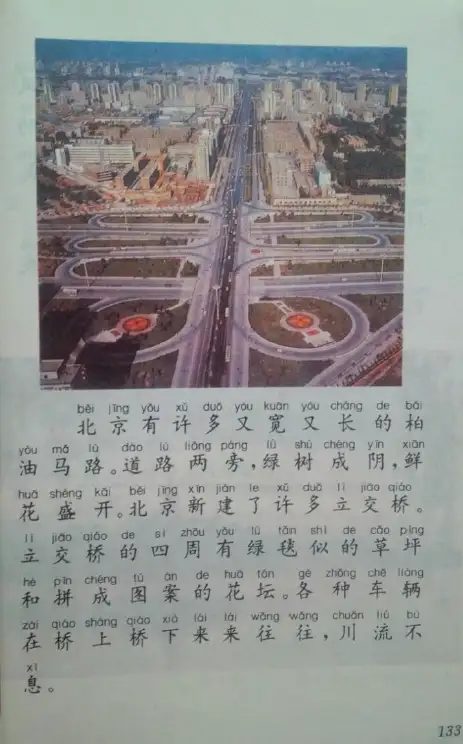 běi jīng yǒu xǔ duō yòu kuān yòu cháng de bǎi
北京有许多又宽又长的柏
yóu mǎ lù dào lù liǎng páng lǜ shù chéng yīn xiān
油马路。道路两旁,绿树成阴,鲜
huā shèng kāi běi jīng xīn jiàn le xǔ duō lì jiāo qiáo
花盛开。北京新建了许多立交桥。
lì jiāo qiáo de sì zhōu yǒu lǜ tǎn shì de cǎo píng
立交桥的四周有绿毯似的草坪
hé pīn chéng tú àn de huā tán gè zhǒng chē liàng
和拼成图案的花坛。各种车辆
zài qiáo shàng qiáo xià lái lái wǎng wǎng chuān liú bù
在桥上桥下来来往往,川流不
xī
息。
133